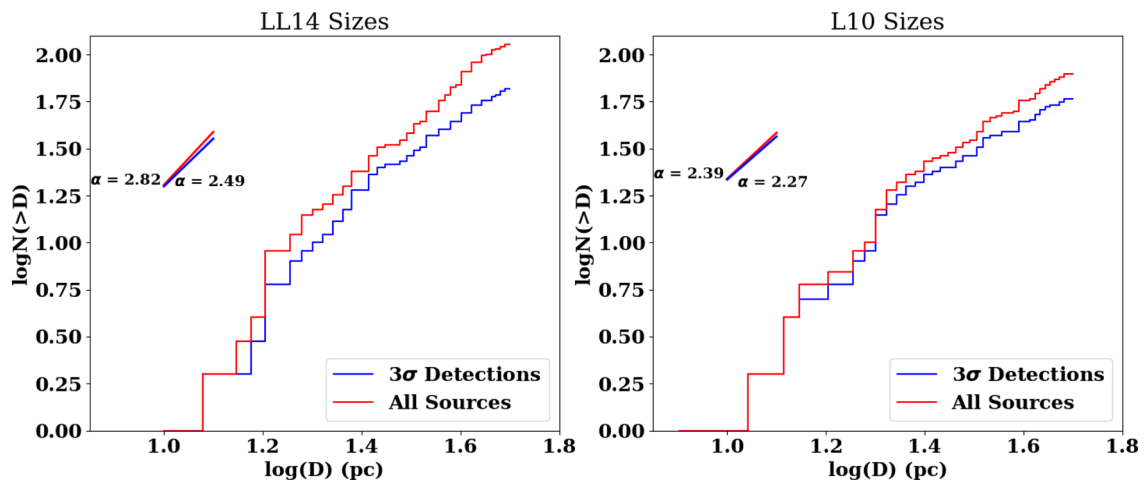 LL14 Sizes
logN(>D)
2.00
1.75
1.50
1.25
1.00
0.75
0.50
0.25
0.00
α = 2.82
α = 2.49
3σ Detections
All Sources
1.0
1.2
1.4
1.6
1.8
log(D) (pc)
L10 Sizes
logN(>D)
2.00
1.75
1.50
1.25
1.00
0.75
0.50
0.25
0.00
α = 2.39
α = 2.27
3σ Detections
All Sources
1.0
1.2
1.4
1.6
1.8
log(D) (pc)